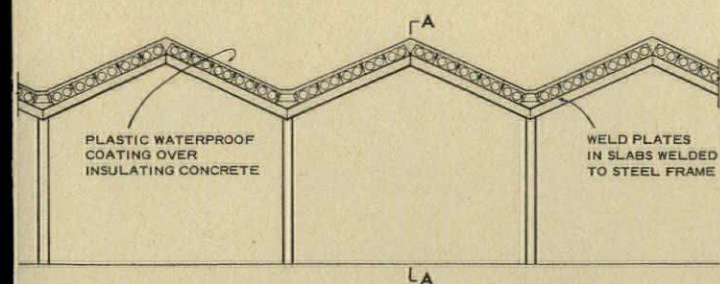 A
PLASTIC WATERPROOF
COATING OVER
INSULATING CONCRETE
WELD PLATES
IN SLABS WELDED
TO STEEL FRAME
A